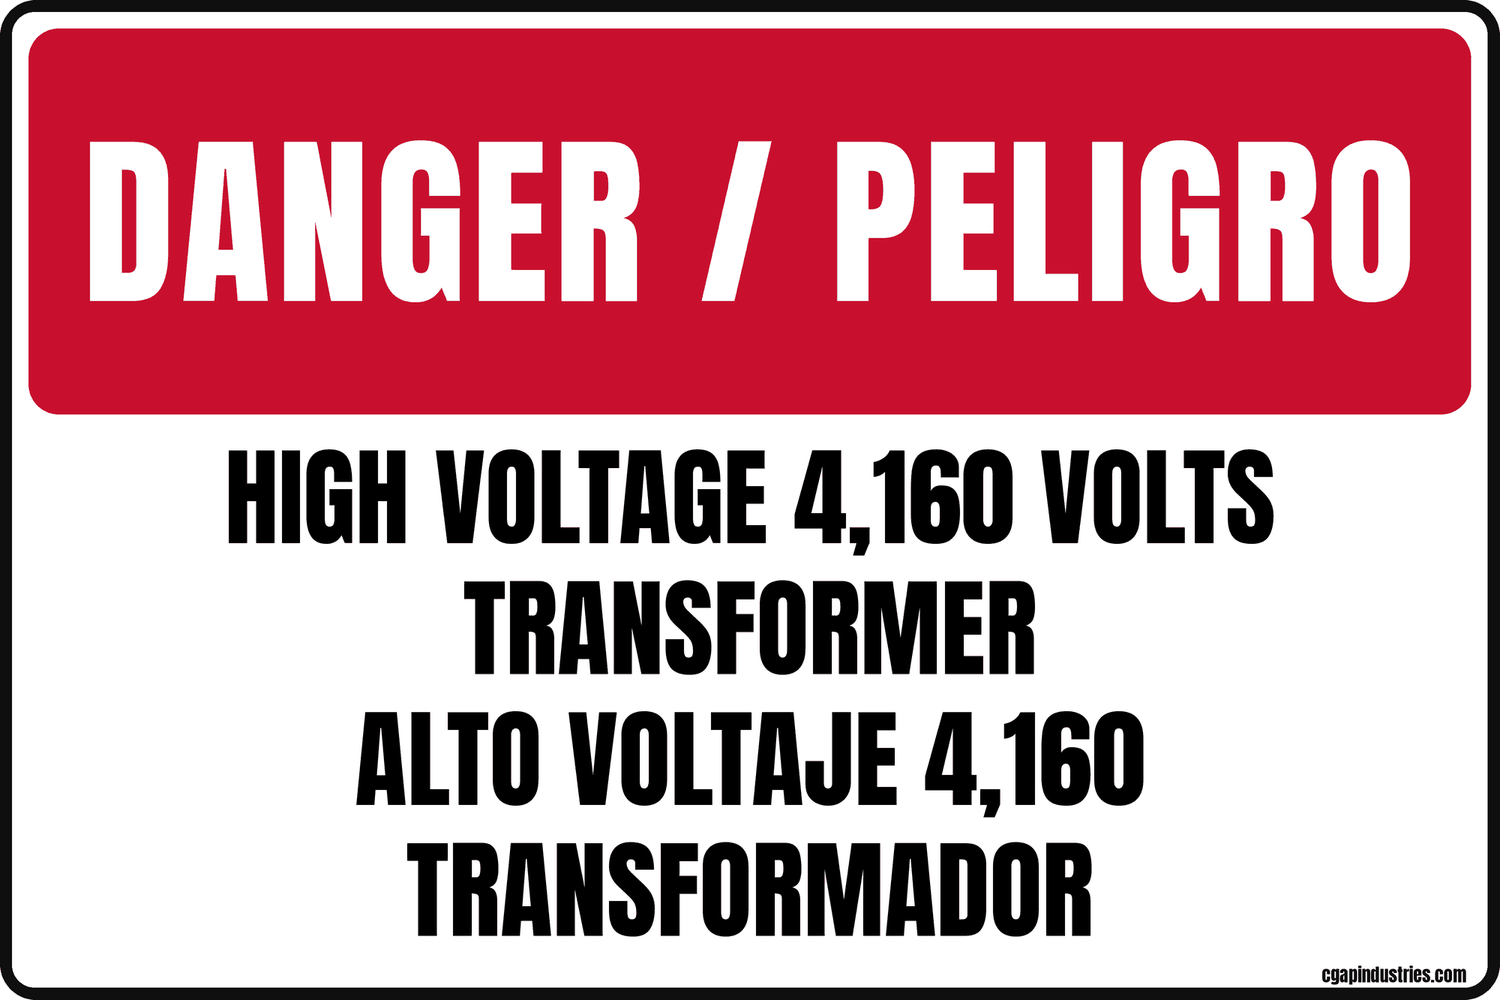 DANGER / PELIGRO
HIGH VOLTAGE 4,160 VOLTS
TRANSFORMER
ALTO VOLTAJE 4,160
TRANSFORMADOR
cgapindustries.com